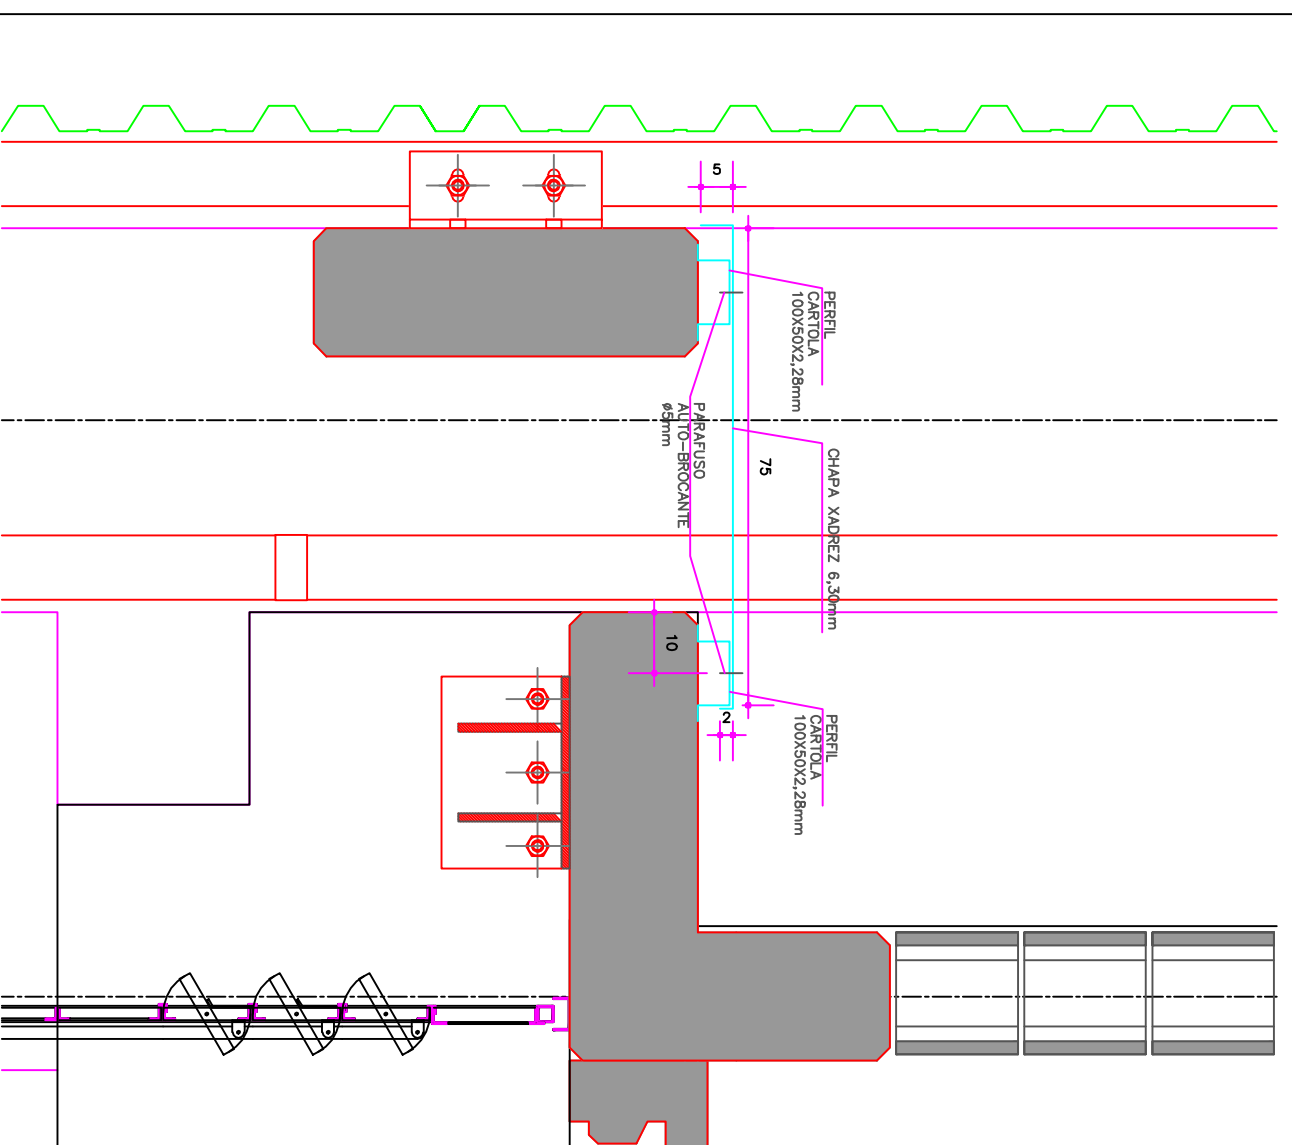 5
PERFIL
CARTOLA
100X50X2,28mm
PARAFUSO
AUTO-BROCANTE
ø5mm
75
CHAPA XADREZ 6,30mm
10
2
PERFIL
CARTOLA
100X50X2,28mm